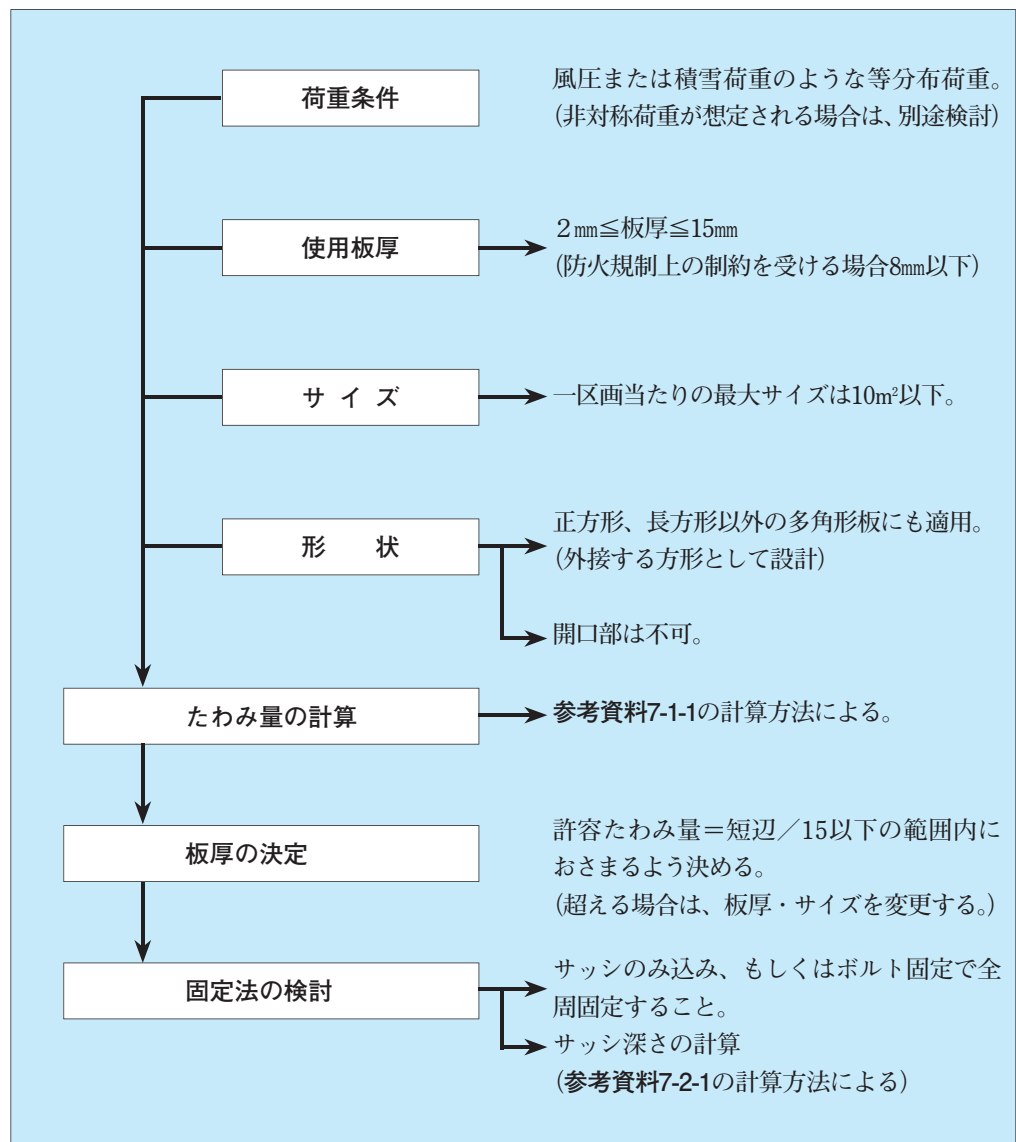 荷重条件
風圧または積雪荷重のような等分布荷重。
(非対称荷重が想定される場合は、別途検討)
使用板厚
２㎜≦板厚≦15㎜
(防火規制上の制約を受ける場合8㎜以下)
サ イ ズ
一区画当たりの最大サイズは10m²以下。
形　　状
正方形、長方形以外の多角形板にも適用。
(外接する方形として設計)
開口部は不可。
たわみ量の計算
参考資料7-1-1の計算方法による。
板厚の決定
許容たわみ量＝短辺／15以下の範囲内に
おさまるよう決める。
(超える場合は、板厚・サイズを変更する。)
固定法の検討
サッシのみ込み、もしくはボルト固定で全
周固定すること。
サッシ深さの計算
(参考資料7-2-1の計算方法による)